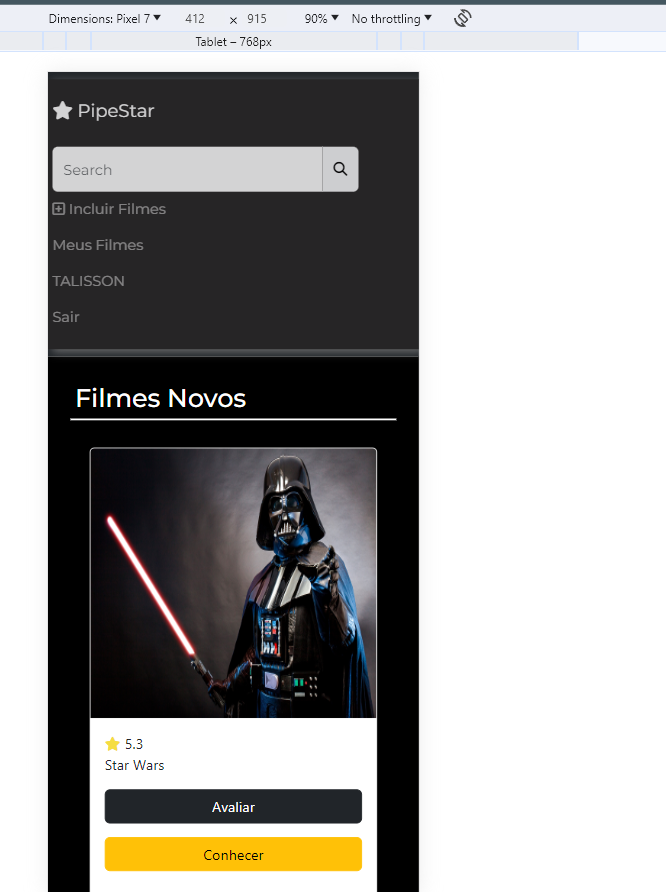 Dimensions: Pixel 7 412 × 915 90% No throttling
Tablet – 768px
PipeStar
Search
Incluir Filmes
Meus Filmes
TALISSON
Sair
Filmes Novos
5.3
Star Wars
Avaliar
Conhecer